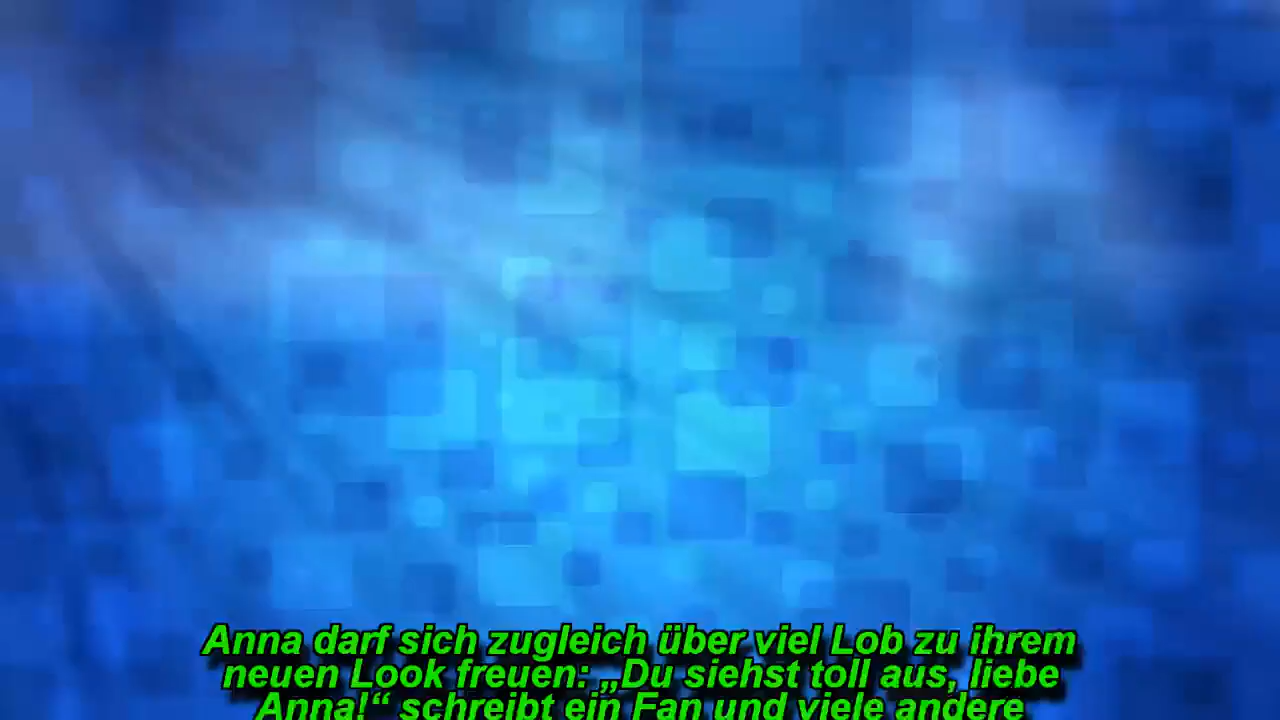 Anna darf sich zugleich über viel Lob zu ihrem
neuen Look freuen: „Du siehst toll aus, liebe
Anna!“ schreibt ein Fan und viele andere